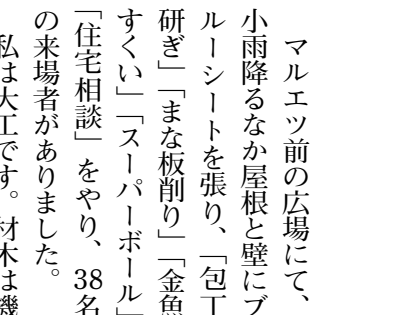 マルエツ前の広場にて、
小雨降るなか屋根と壁にブ
ルーシートを張り、「包丁
研ぎ」「まな板削り」「金魚
すくい」「スーパーボール」
「住宅相談」をやり、38名
の来場者がありました。
私は大工です。材木は機